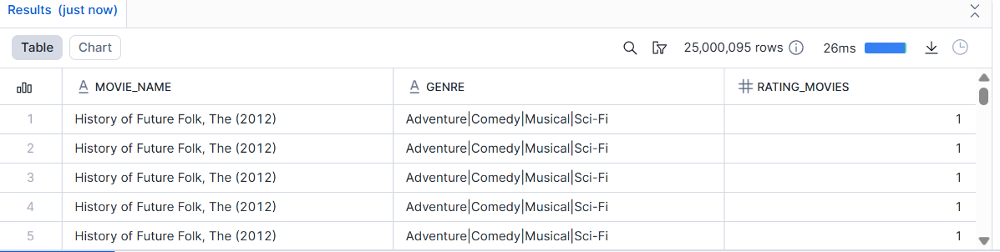 Results (just now)
Table Chart 25,000,095 rows 26ms
A MOVIE_NAME A GENRE # RATING_MOVIES
1 History of Future Folk, The (2012) Adventure|Comedy|Musical|Sci-Fi 1
2 History of Future Folk, The (2012) Adventure|Comedy|Musical|Sci-Fi 1
3 History of Future Folk, The (2012) Adventure|Comedy|Musical|Sci-Fi 1
4 History of Future Folk, The (2012) Adventure|Comedy|Musical|Sci-Fi 1
5 History of Future Folk, The (2012) Adventure|Comedy|Musical|Sci-Fi 1